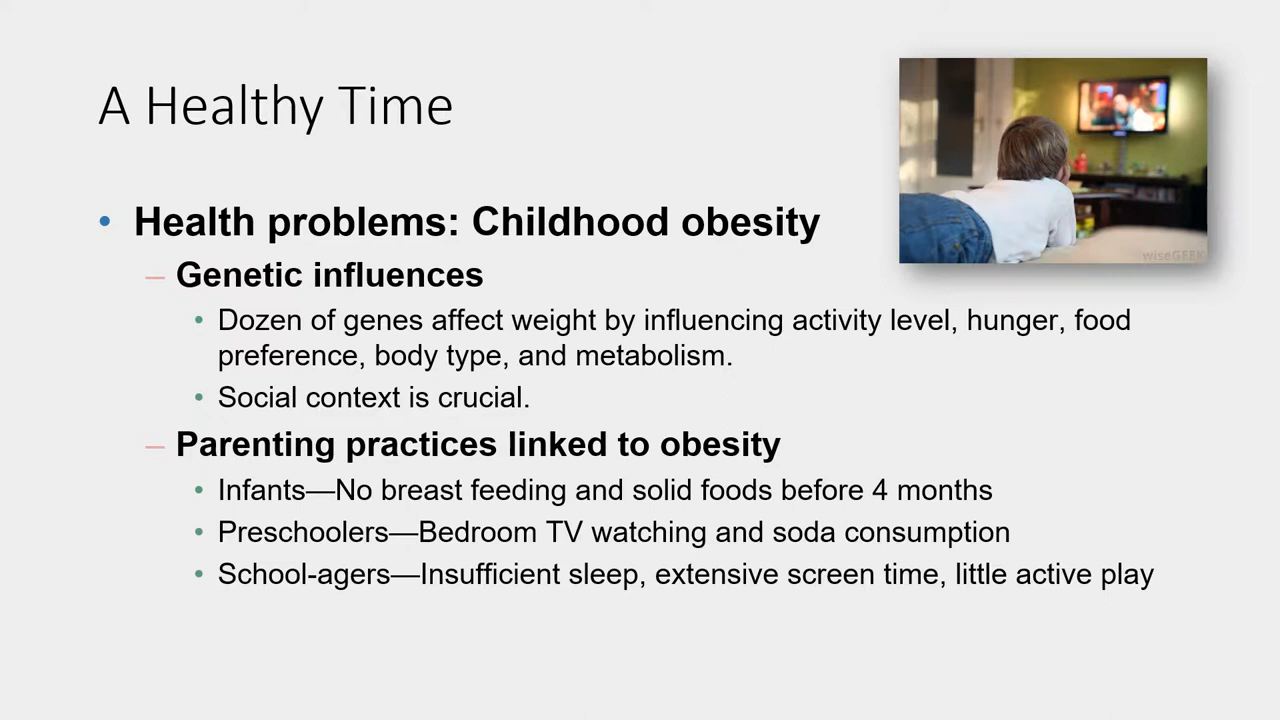 A Healthy Time
• Health problems: Childhood obesity
– Genetic influences
• Dozen of genes affect weight by influencing activity level, hunger, food
preference, body type, and metabolism.
• Social context is crucial.
– Parenting practices linked to obesity
• Infants—No breast feeding and solid foods before 4 months
• Preschoolers—Bedroom TV watching and soda consumption
• School-agers—Insufficient sleep, extensive screen time, little active play
wiseGEEK